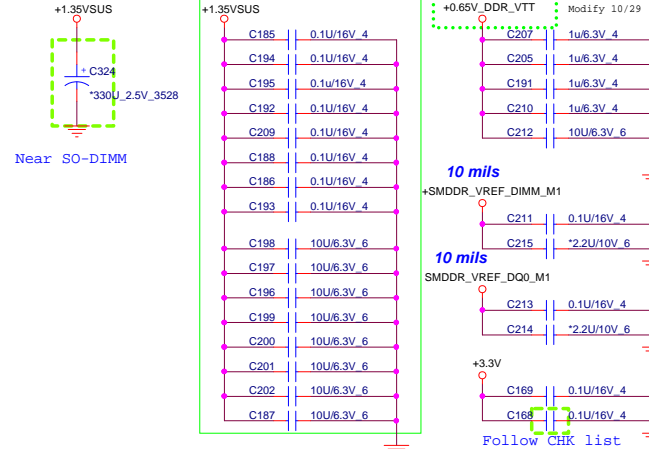 +1.35VSUS
+ C324
*330U_2.5V_3528
Near SO-DIMM
+1.35VSUS
C185 0.1U/16V_4
C194 0.1U/16V_4
C195 0.1u/16V_4
C192 0.1U/16V_4
C209 0.1U/16V_4
C188 0.1U/16V_4
C186 0.1U/16V_4
C193 0.1U/16V_4
C198 10U/6.3V_6
C197 10U/6.3V_6
C196 10U/6.3V_6
C199 10U/6.3V_6
C200 10U/6.3V_6
C201 10U/6.3V_6
C202 10U/6.3V_6
C187 10U/6.3V_6
+0.65V_DDR_VTT Modify 10/29
C207 1u/6.3V_4
C205 1u/6.3V_4
C191 1u/6.3V_4
C210 1u/6.3V_4
C212 10U/6.3V_6
10 mils
+SMDDR_VREF_DIMM_M1
C211 0.1U/16V_4
C215 *2.2U/10V_6
10 mils
SMDDR_VREF_DQ0_M1
C213 0.1U/16V_4
C214 *2.2U/10V_6
+3.3V
C169 0.1U/16V_4
C168 0.1U/16V_4
Follow CHK list